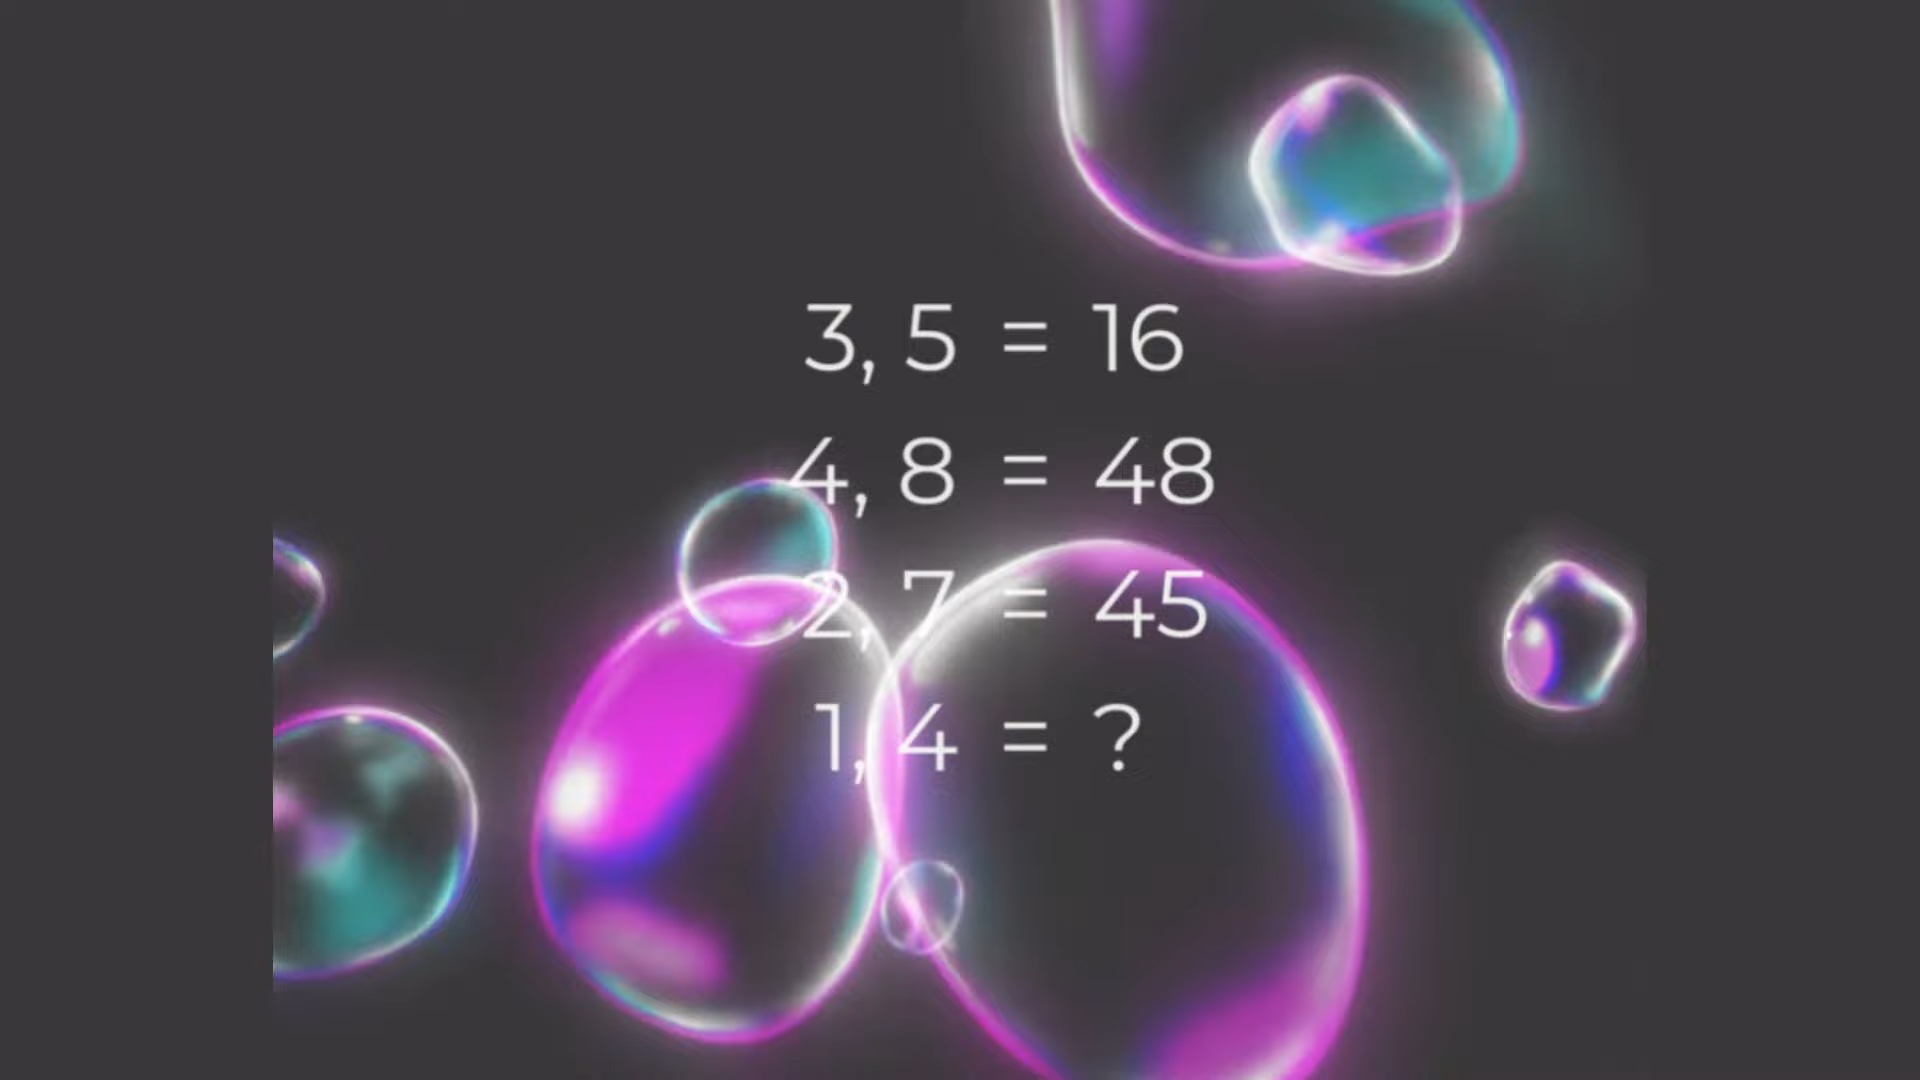 3, 5 = 16
4, 8 = 48
2, 7 = 45
1, 4 = ?